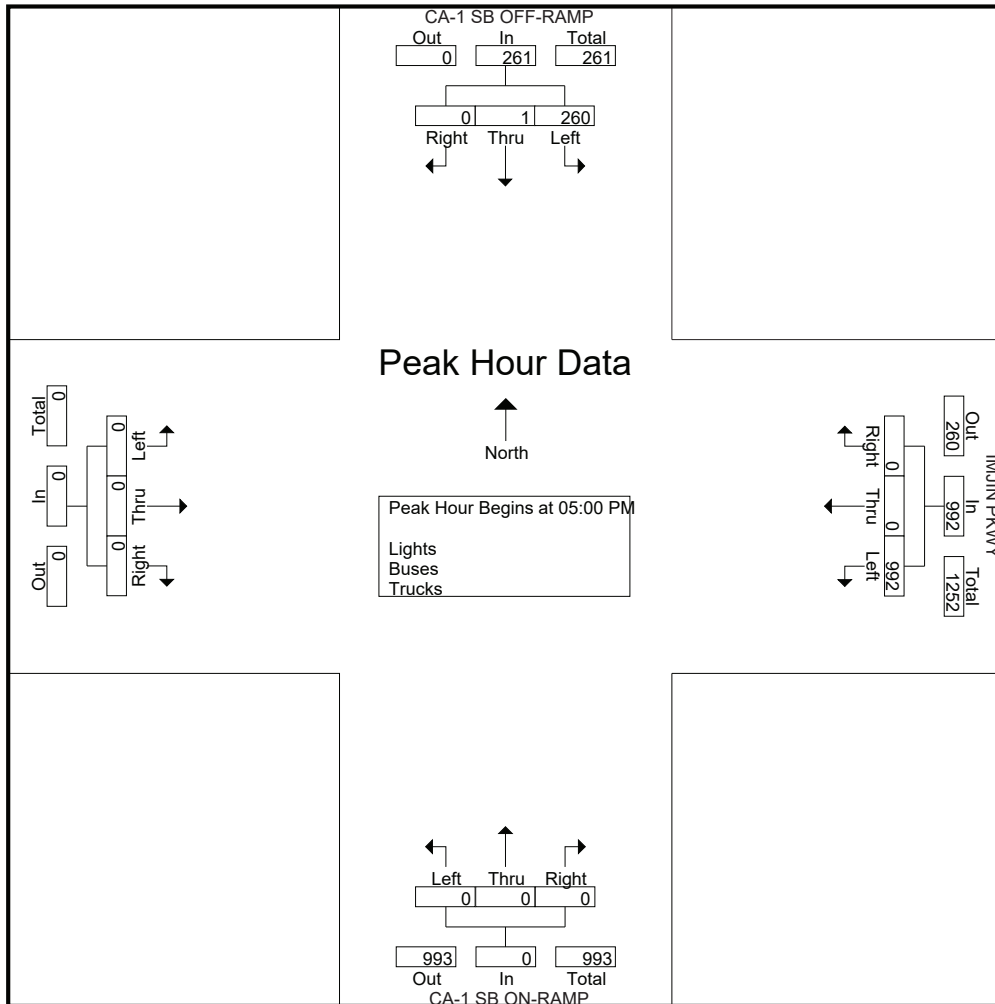 CA-1 SB OFF-RAMP
Out In Total
0 261 261
0 1 260
Right Thru Left
Peak Hour Data
North
Peak Hour Begins at 05:00 PM
Lights
Buses
Trucks
Total In Out
0 0 0
0 0 0
Left Thru Right
Right Thru Left
0 0 992
Out In Total
260 992 1252
IMJIN PKWY
Left Thru Right
0 0 0
993 0 993
Out In Total
CA-1 SB ON-RAMP